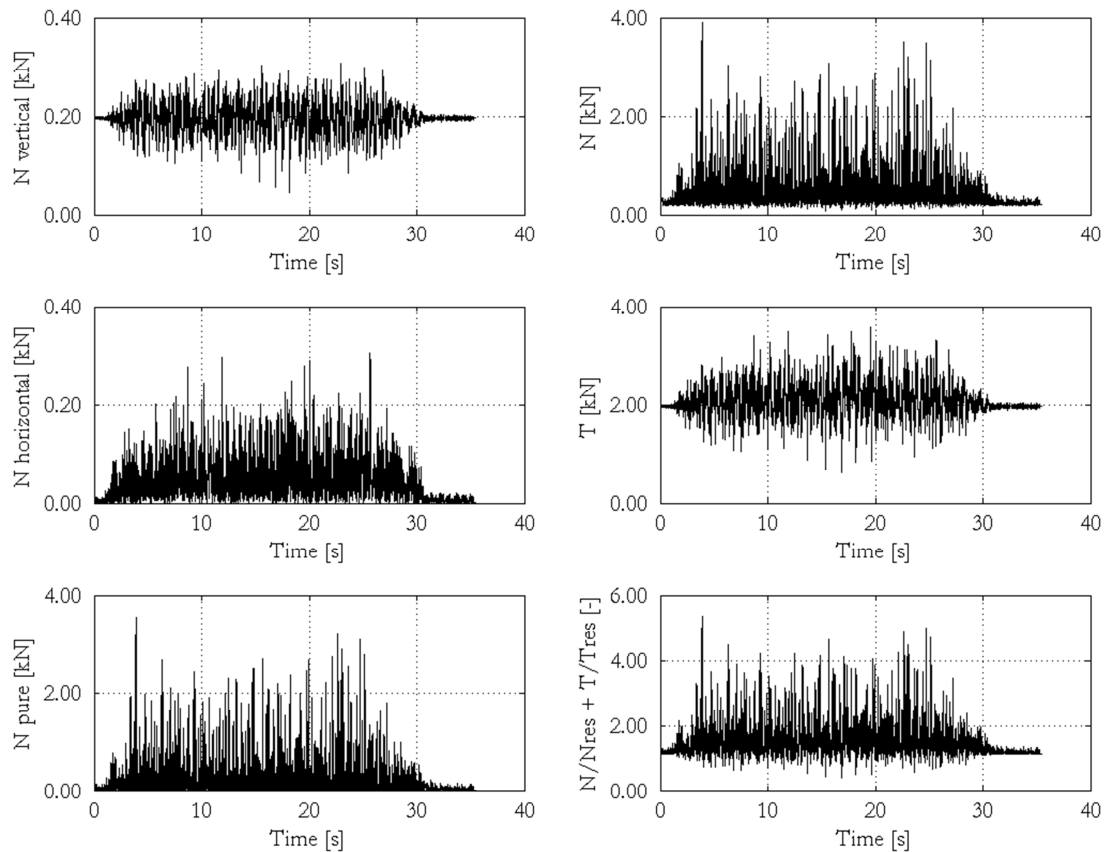 0.40
0.20
0.00
N vertical [kN]
0 10 20 30 40
Time [s]
4.00
2.00
0.00
N [kN]
0 10 20 30 40
Time [s]
0.40
0.20
0.00
N horizontal [kN]
0 10 20 30 40
Time [s]
4.00
2.00
0.00
T [kN]
0 10 20 30 40
Time [s]
4.00
2.00
0.00
N pure [kN]
0 10 20 30 40
Time [s]
6.00
4.00
2.00
0.00
N/Nres + T/Tres [-]
0 10 20 30 40
Time [s]